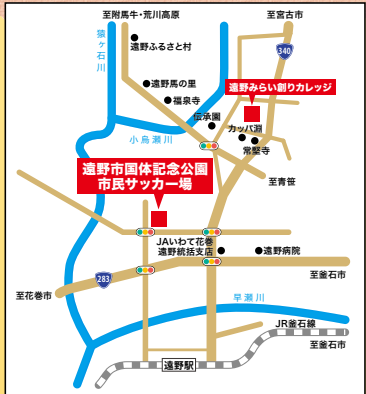 至附馬牛・荒川高原
至宮古市
猿ヶ石川
遠野ふるさと村
340
遠野馬の里
遠野みらい創りカレッジ
福泉寺
伝承園
カッパ淵
小烏瀬川
常堅寺
遠野市国体記念公園
市民サッカー場
至青笹
JAいわて花巻
遠野統括支店
遠野病院
283
至釜石市
至花巻市
早瀬川
JR釜石線
至釜石市
遠野駅